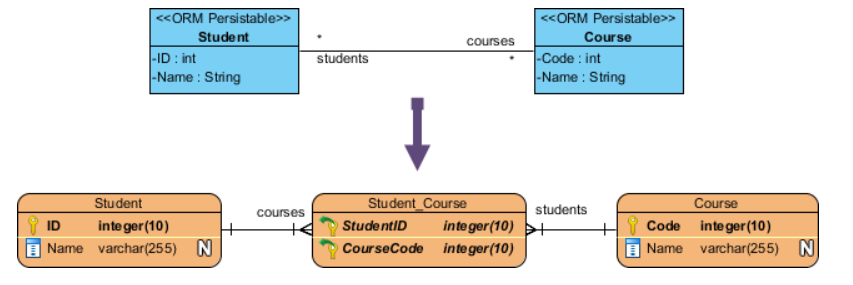 <<ORM Persistable>>
Student
-ID : int
-Name : String
*
students
courses
*
<<ORM Persistable>>
Course
-Code : int
-Name : String
Student
ID integer(10)
Name varchar(255) N
courses
Student_Course
StudentID integer(10)
CourseCode integer(10)
students
Course
Code integer(10)
Name varchar(255) N